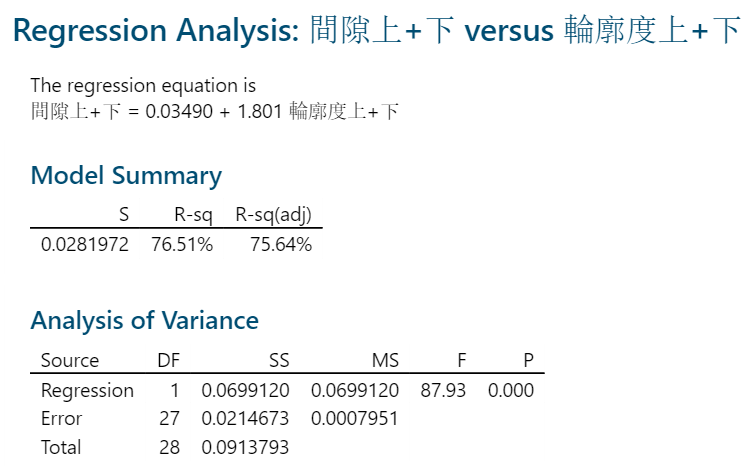 Regression Analysis: 間隙上+下 versus 輪廓度上+下
The regression equation is
間隙上+下 = 0.03490 + 1.801 輪廓度上+下
Model Summary
S R-sq R-sq(adj)
0.0281972 76.51% 75.64%
Analysis of Variance
Source DF SS MS F P
Regression 1 0.0699120 0.0699120 87.93 0.000
Error 27 0.0214673 0.0007951
Total 28 0.0913793